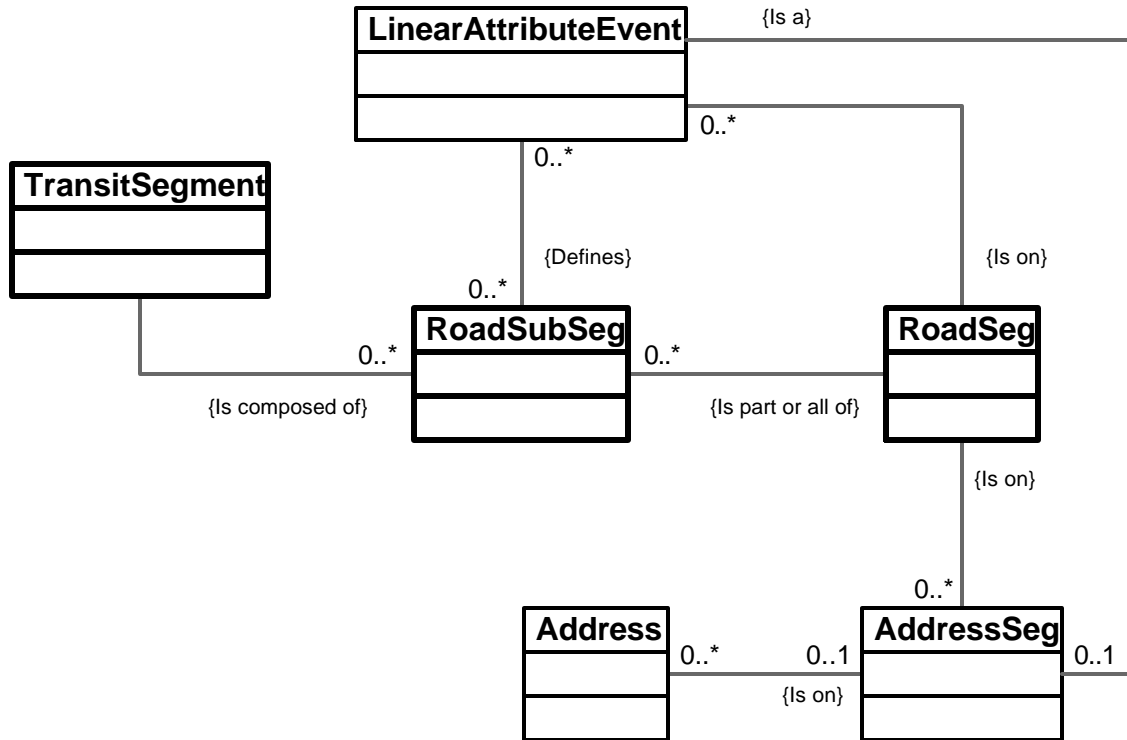 {Is a}
LinearAttributeEvent
0..*
0..*
TransitSegment
{Defines}
{Is on}
0..*
RoadSubSeg
RoadSeg
0..*
0..*
{Is composed of}
{Is part or all of}
{Is on}
0..*
Address
AddressSeg
0..*
0..1
0..1
{Is on}